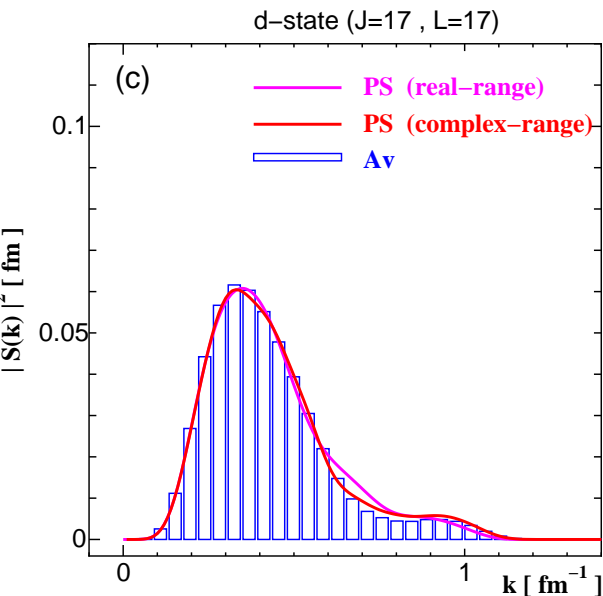 d−state (J=17 , L=17)
(c)
PS (real−range)
PS (complex−range)
Av
0.1
0.05
0
| S(k) |² [ fm ]
0
1
k [ fm⁻¹ ]